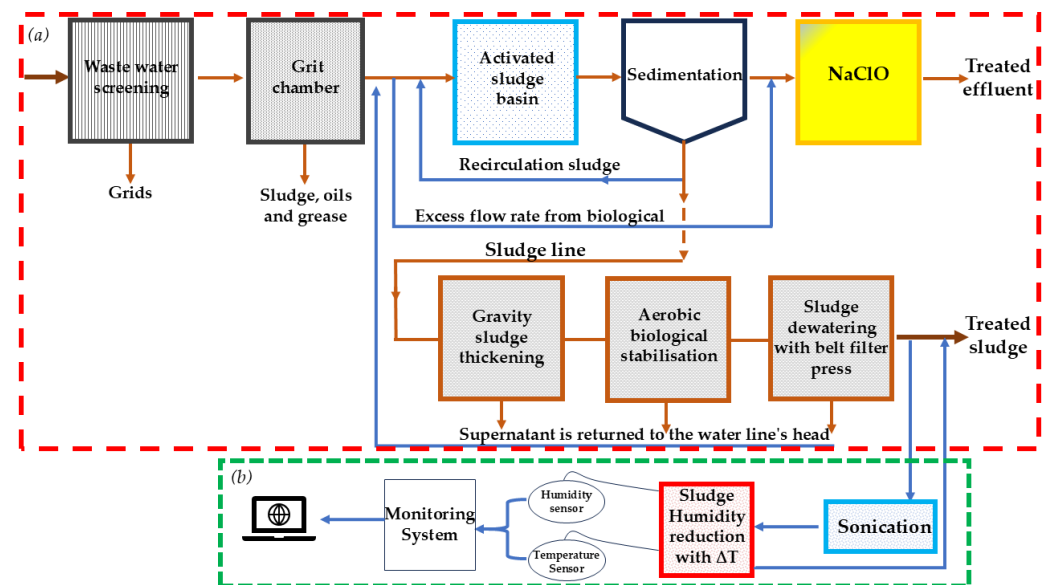 (a)
Waste water
screening
Grit
chamber
Activated
sludge
basin
Sedimentation
NaClO
Treated
effluent
Grids
Sludge, oils
and grease
Recirculation sludge
Excess flow rate from biological
Sludge line
Gravity
sludge
thickening
Aerobic
biological
stabilisation
Sludge
dewatering
with belt filter
press
Treated
sludge
Supernatant is returned to the water line's head
(b)
Monitoring
System
Humidity
sensor
Temperature
Sensor
Sludge
Humidity
reduction
with ΔT
Sonication